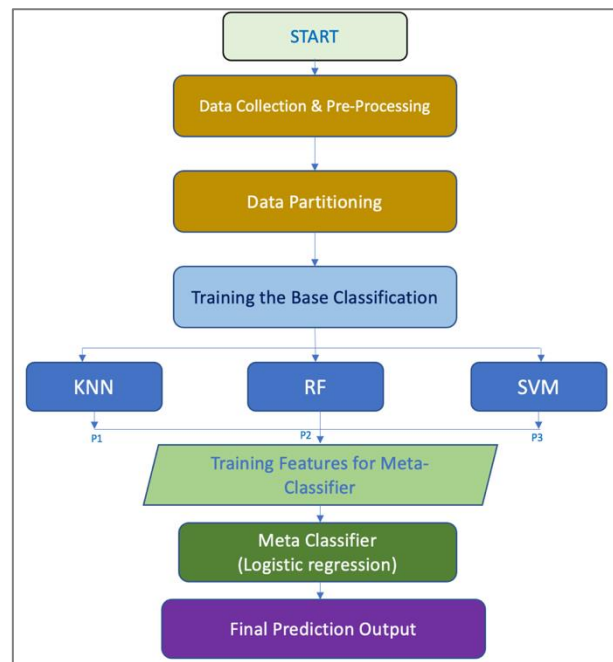 START
Data Collection & Pre-Processing
Data Partitioning
Training the Base Classification
KNN
RF
SVM
P1
P2
P3
Training Features for Meta-
Classifier
Meta Classifier
(Logistic regression)
Final Prediction Output